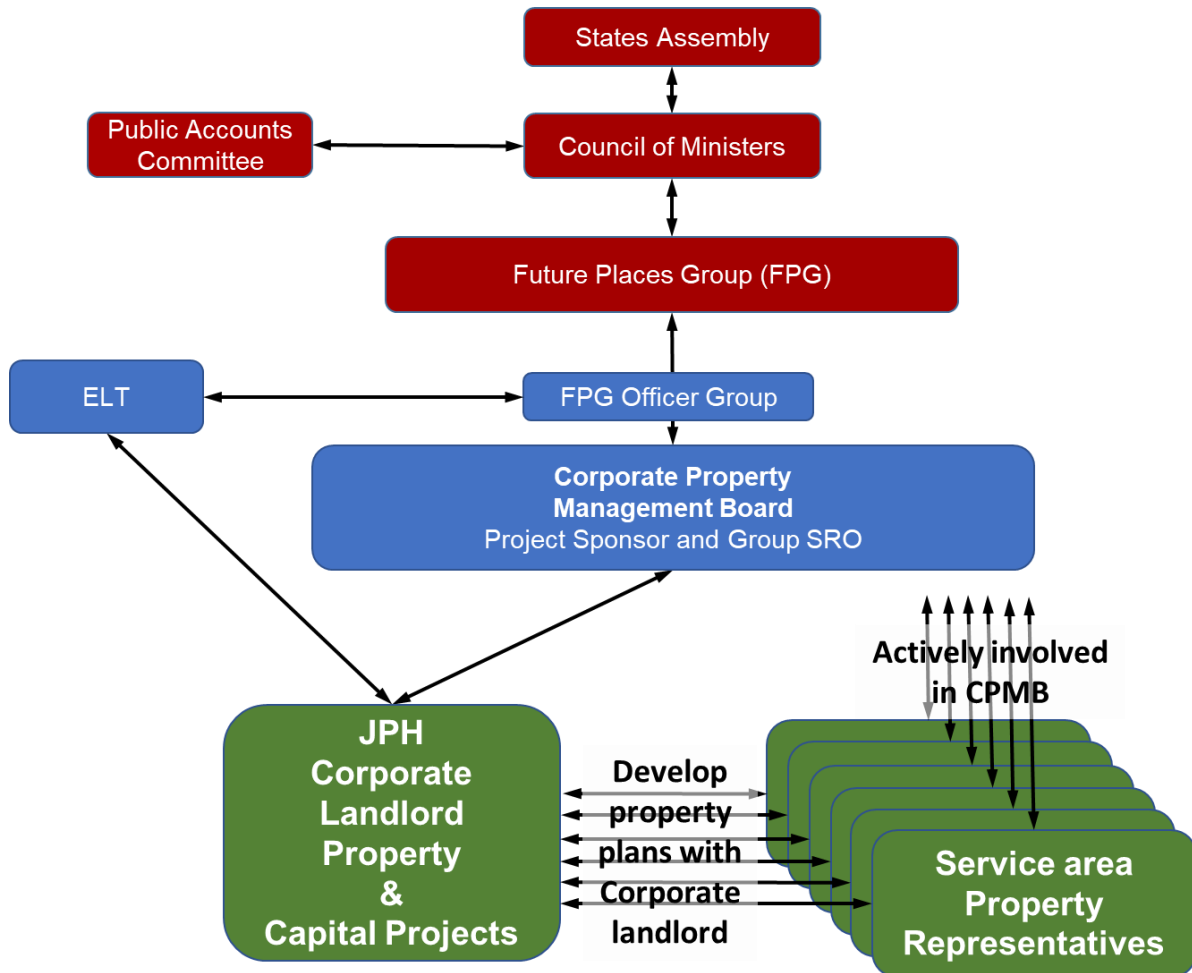 States Assembly
Public Accounts
Committee
Council of Ministers
Future Places Group (FPG)
ELT
FPG Officer Group
Corporate Property
Management Board
Project Sponsor and Group SRO
Actively involved
in CPMB
JPH
Corporate
Landlord
Property
&
Capital Projects
Develop
property
plans with
Corporate
landlord
Service area
Property
Representatives